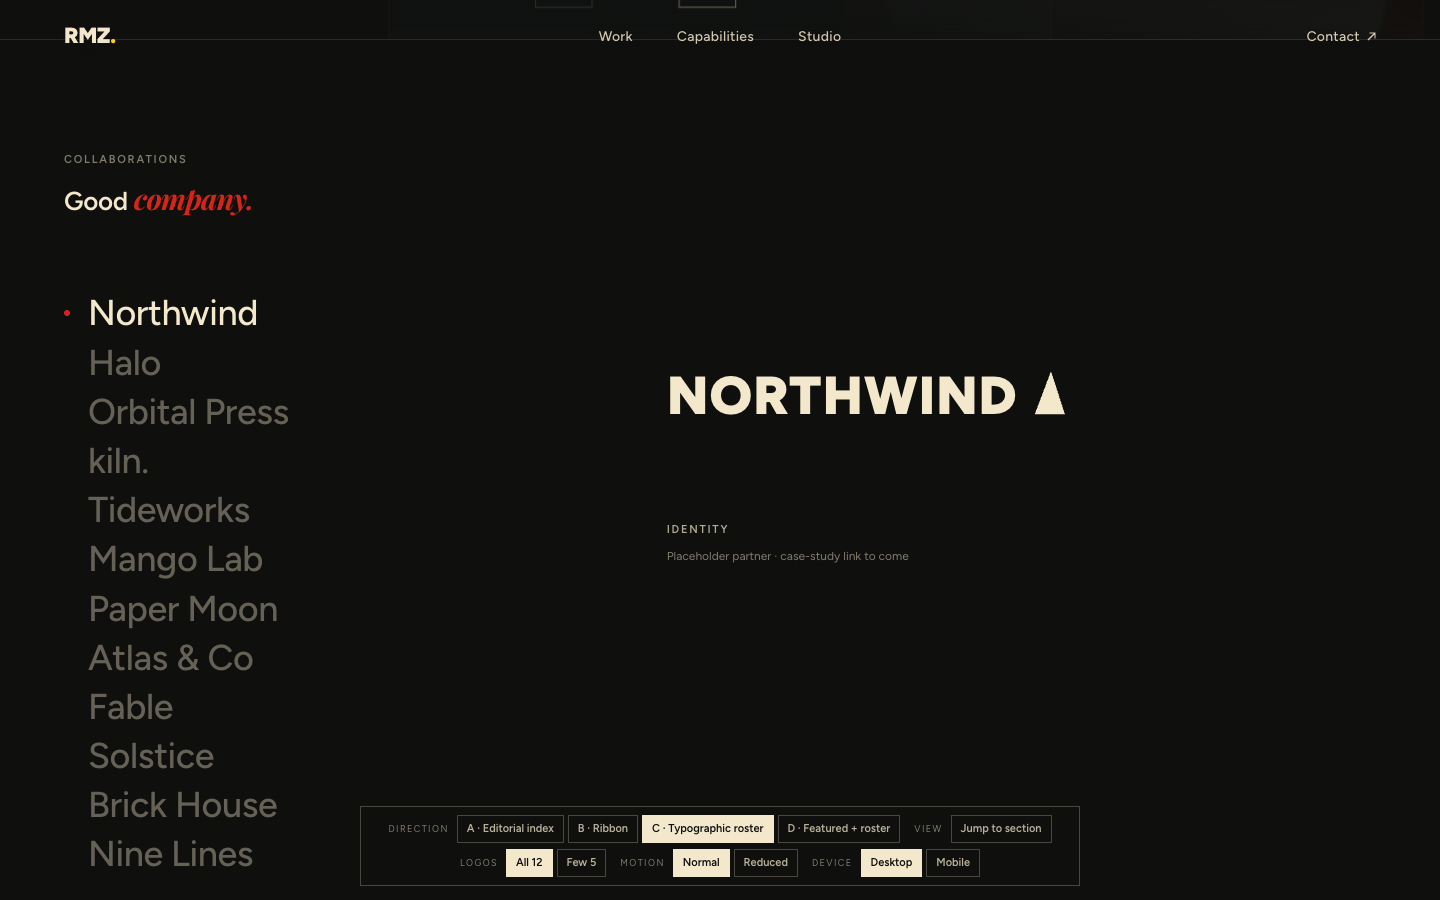 RMZ.
Work
Capabilities
Studio
Contact ↗
COLLABORATIONS
Good company.
Northwind
Halo
Orbital Press
kiln.
Tideworks
Mango Lab
Paper Moon
Atlas & Co
Fable
Solstice
Brick House
Nine Lines
NORTHWIND
IDENTITY
Placeholder partner · case-study link to come
DIRECTION A · Editorial index B · Ribbon C · Typographic roster D · Featured + roster VIEW Jump to section
LOGOS All 12 Few 5 MOTION Normal Reduced DEVICE Desktop Mobile